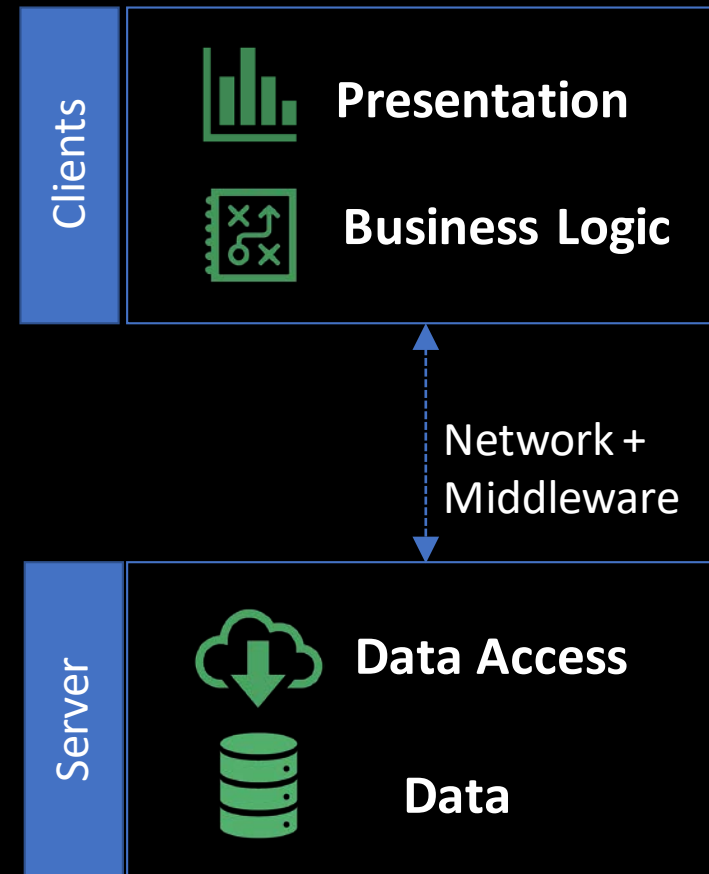 Clients
Presentation
Business Logic
Network +
Middleware
Server
Data Access
Data